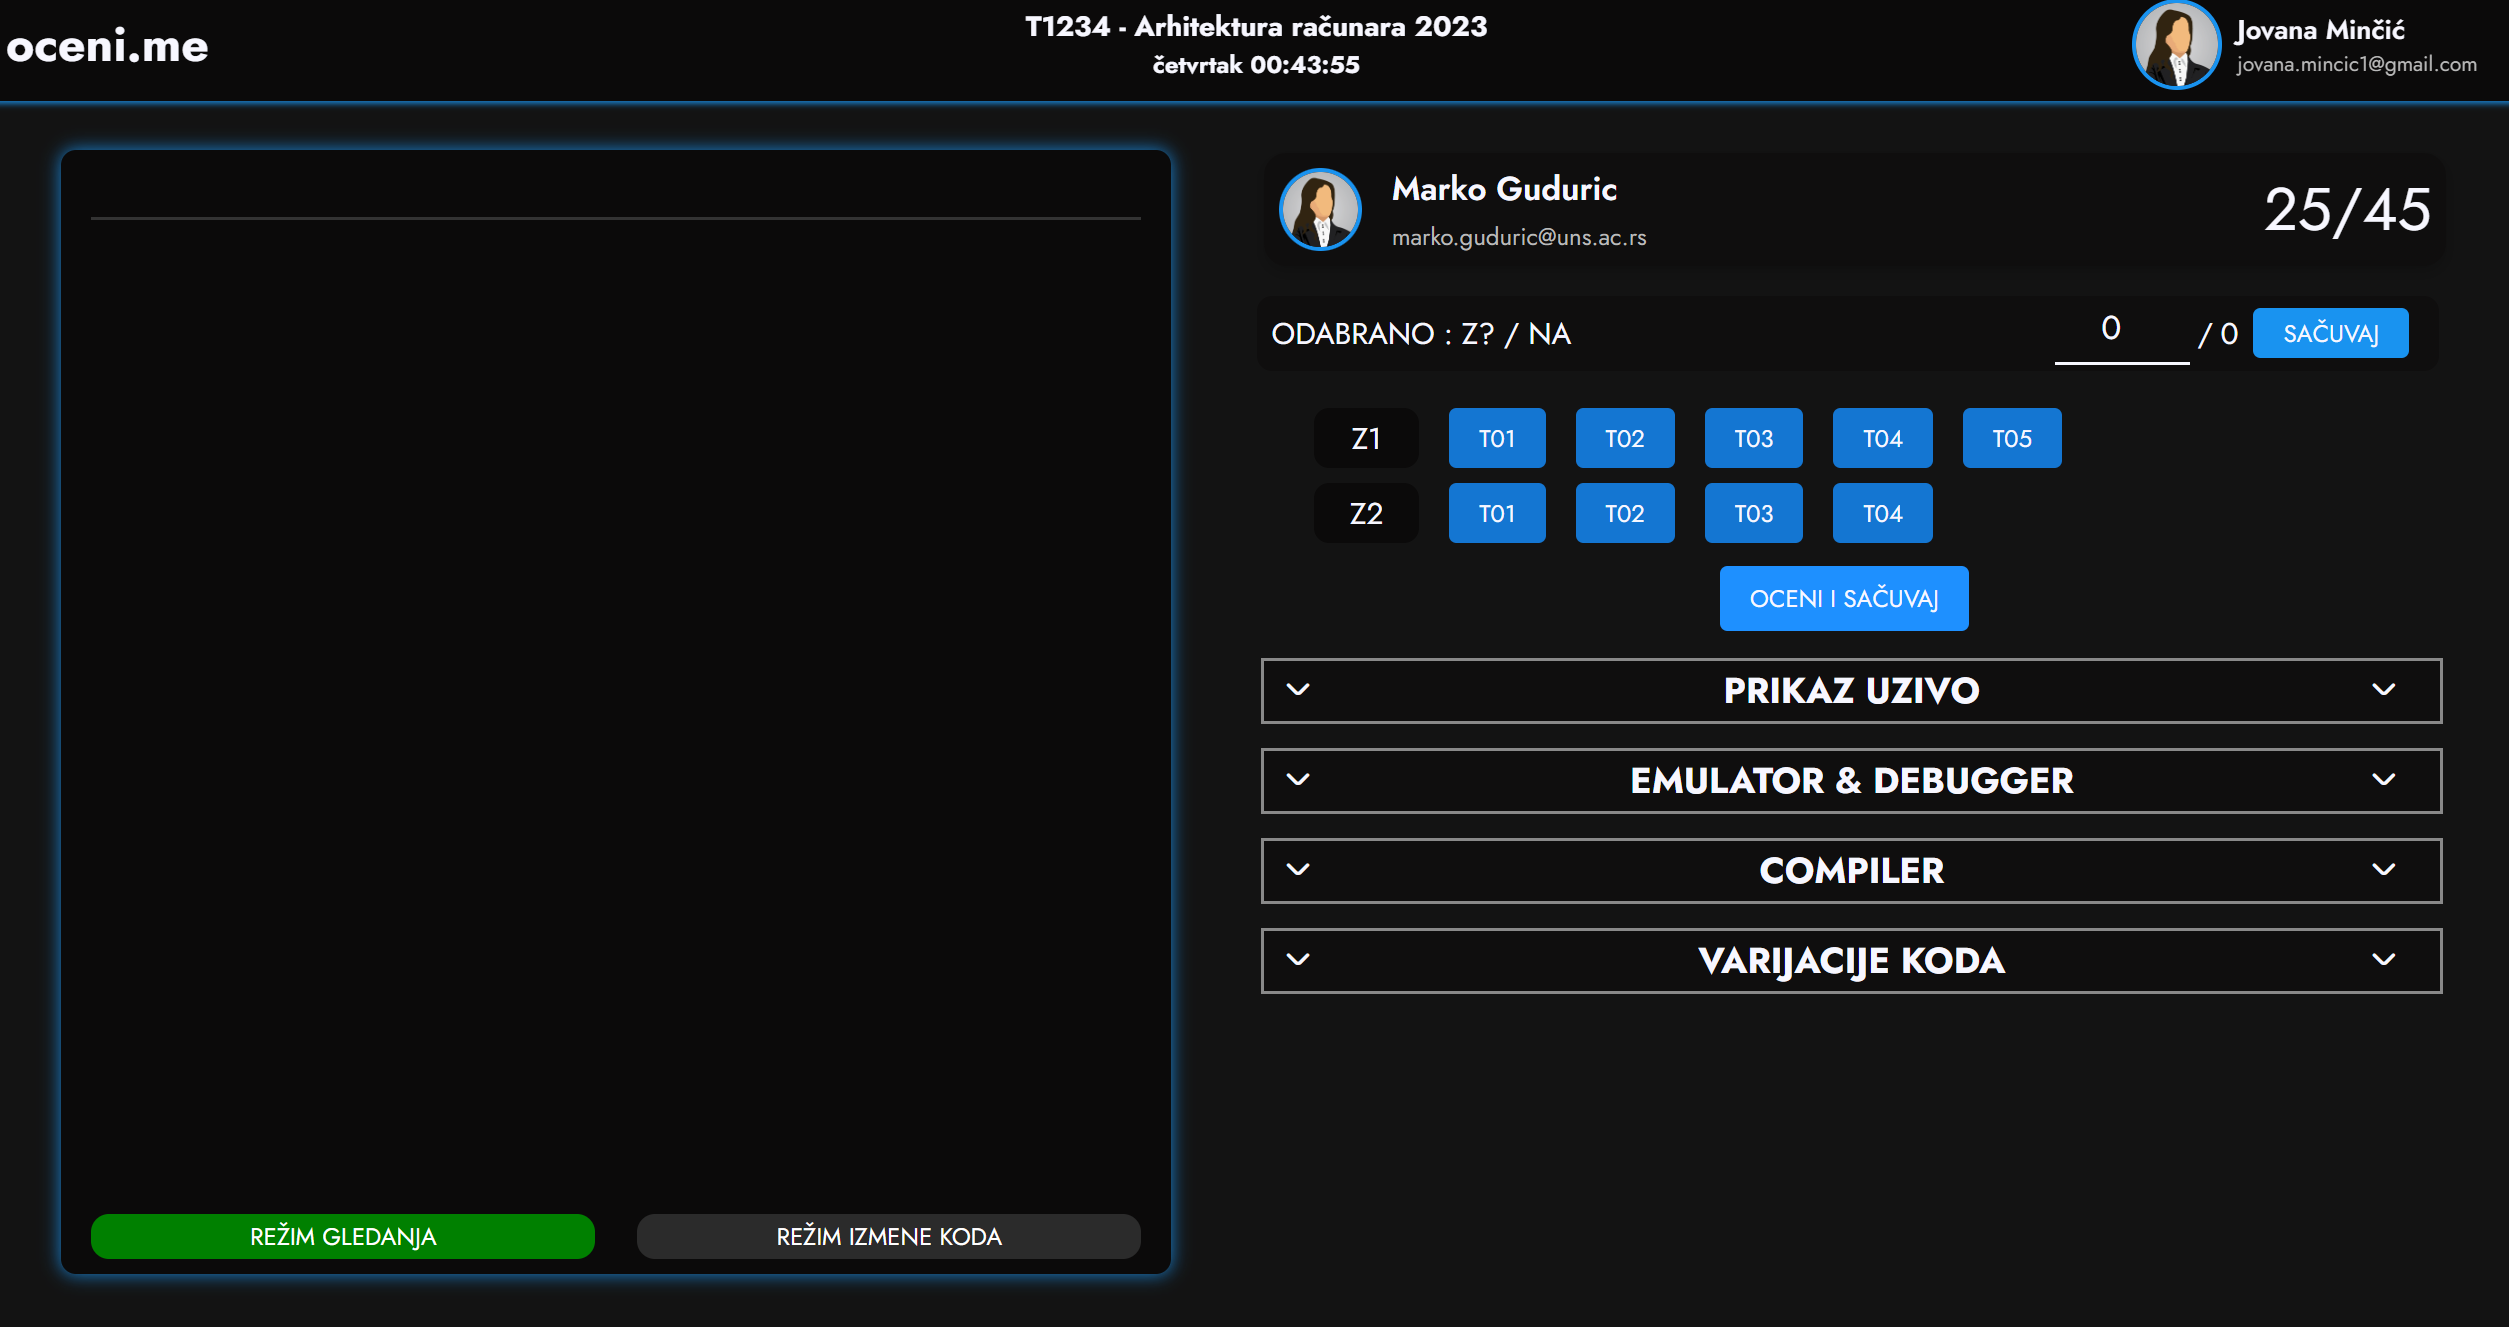 oceni.me
T1234 - Arhitektura računara 2023
četvrtak 00:43:55
Jovana Minčić
jovana.mincic1@gmail.com
Marko Guduric
marko.guduric@uns.ac.rs
25/45
ODABRANO : Z? / NA
0 / 0 SAČUVAJ
Z1 T01 T02 T03 T04 T05
Z2 T01 T02 T03 T04
OCENI I SAČUVAJ
PRIKAZ UZIVO
EMULATOR & DEBUGGER
COMPILER
VARIJACIJE KODA
REŽIM GLEDANJA
REŽIM IZMENE KODA